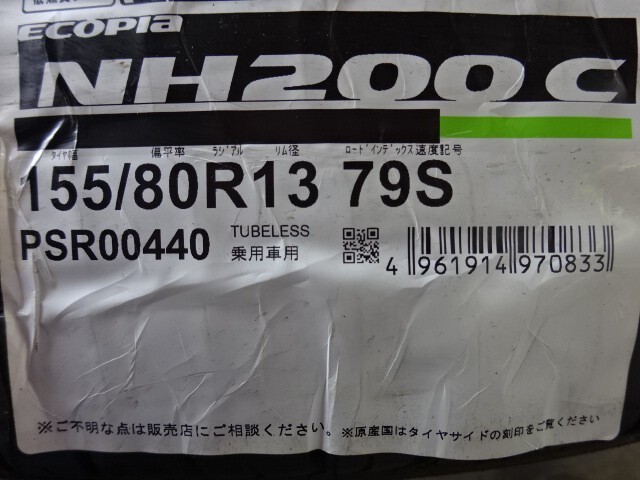 ECOPIA
NH200 C
タイヤ幅 偏平率 ラジアル リム径 ロードインデックス 速度記号
155/80R13 79S
PSR00440 TUBELESS
乗用車用
4 961914 970833
※ご不明な点は販売店にご相談ください。※原産国はタイヤサイドの刻印をご覧ください